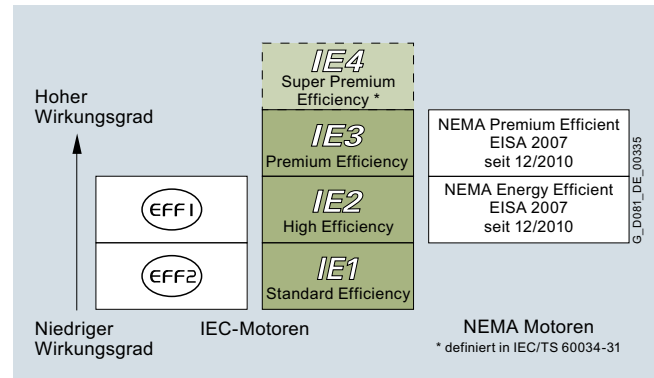 IE4
Super Premium
Efficiency *
Hoher
Wirkungsgrad
IE3
Premium Efficiency
NEMA Premium Efficient
EISA 2007
seit 12/2010
EFF1
IE2
High Efficiency
NEMA Energy Efficient
EISA 2007
seit 12/2010
EFF2
IE1
Standard Efficiency
G_D081_DE_00335
Niedriger
Wirkungsgrad
IEC-Motoren
NEMA Motoren
* definiert in IEC/TS 60034-31